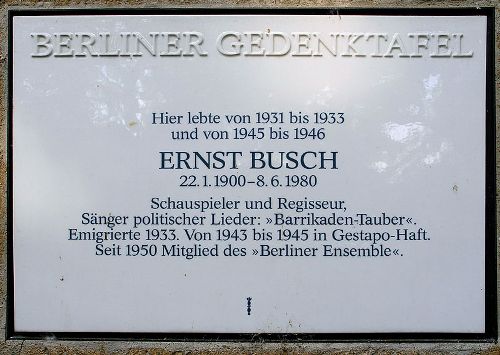 BERLINER GEDENKTAFEL
Hier lebte von 1931 bis 1933
und von 1945 bis 1946
ERNST BUSCH
22.1.1900–8.6.1980
Schauspieler und Regisseur,
Sänger politischer Lieder: »Barrikaden-Tauber«.
Emigrierte 1933. Von 1943 bis 1945 in Gestapo-Haft.
Seit 1950 Mitglied des »Berliner Ensemble«.